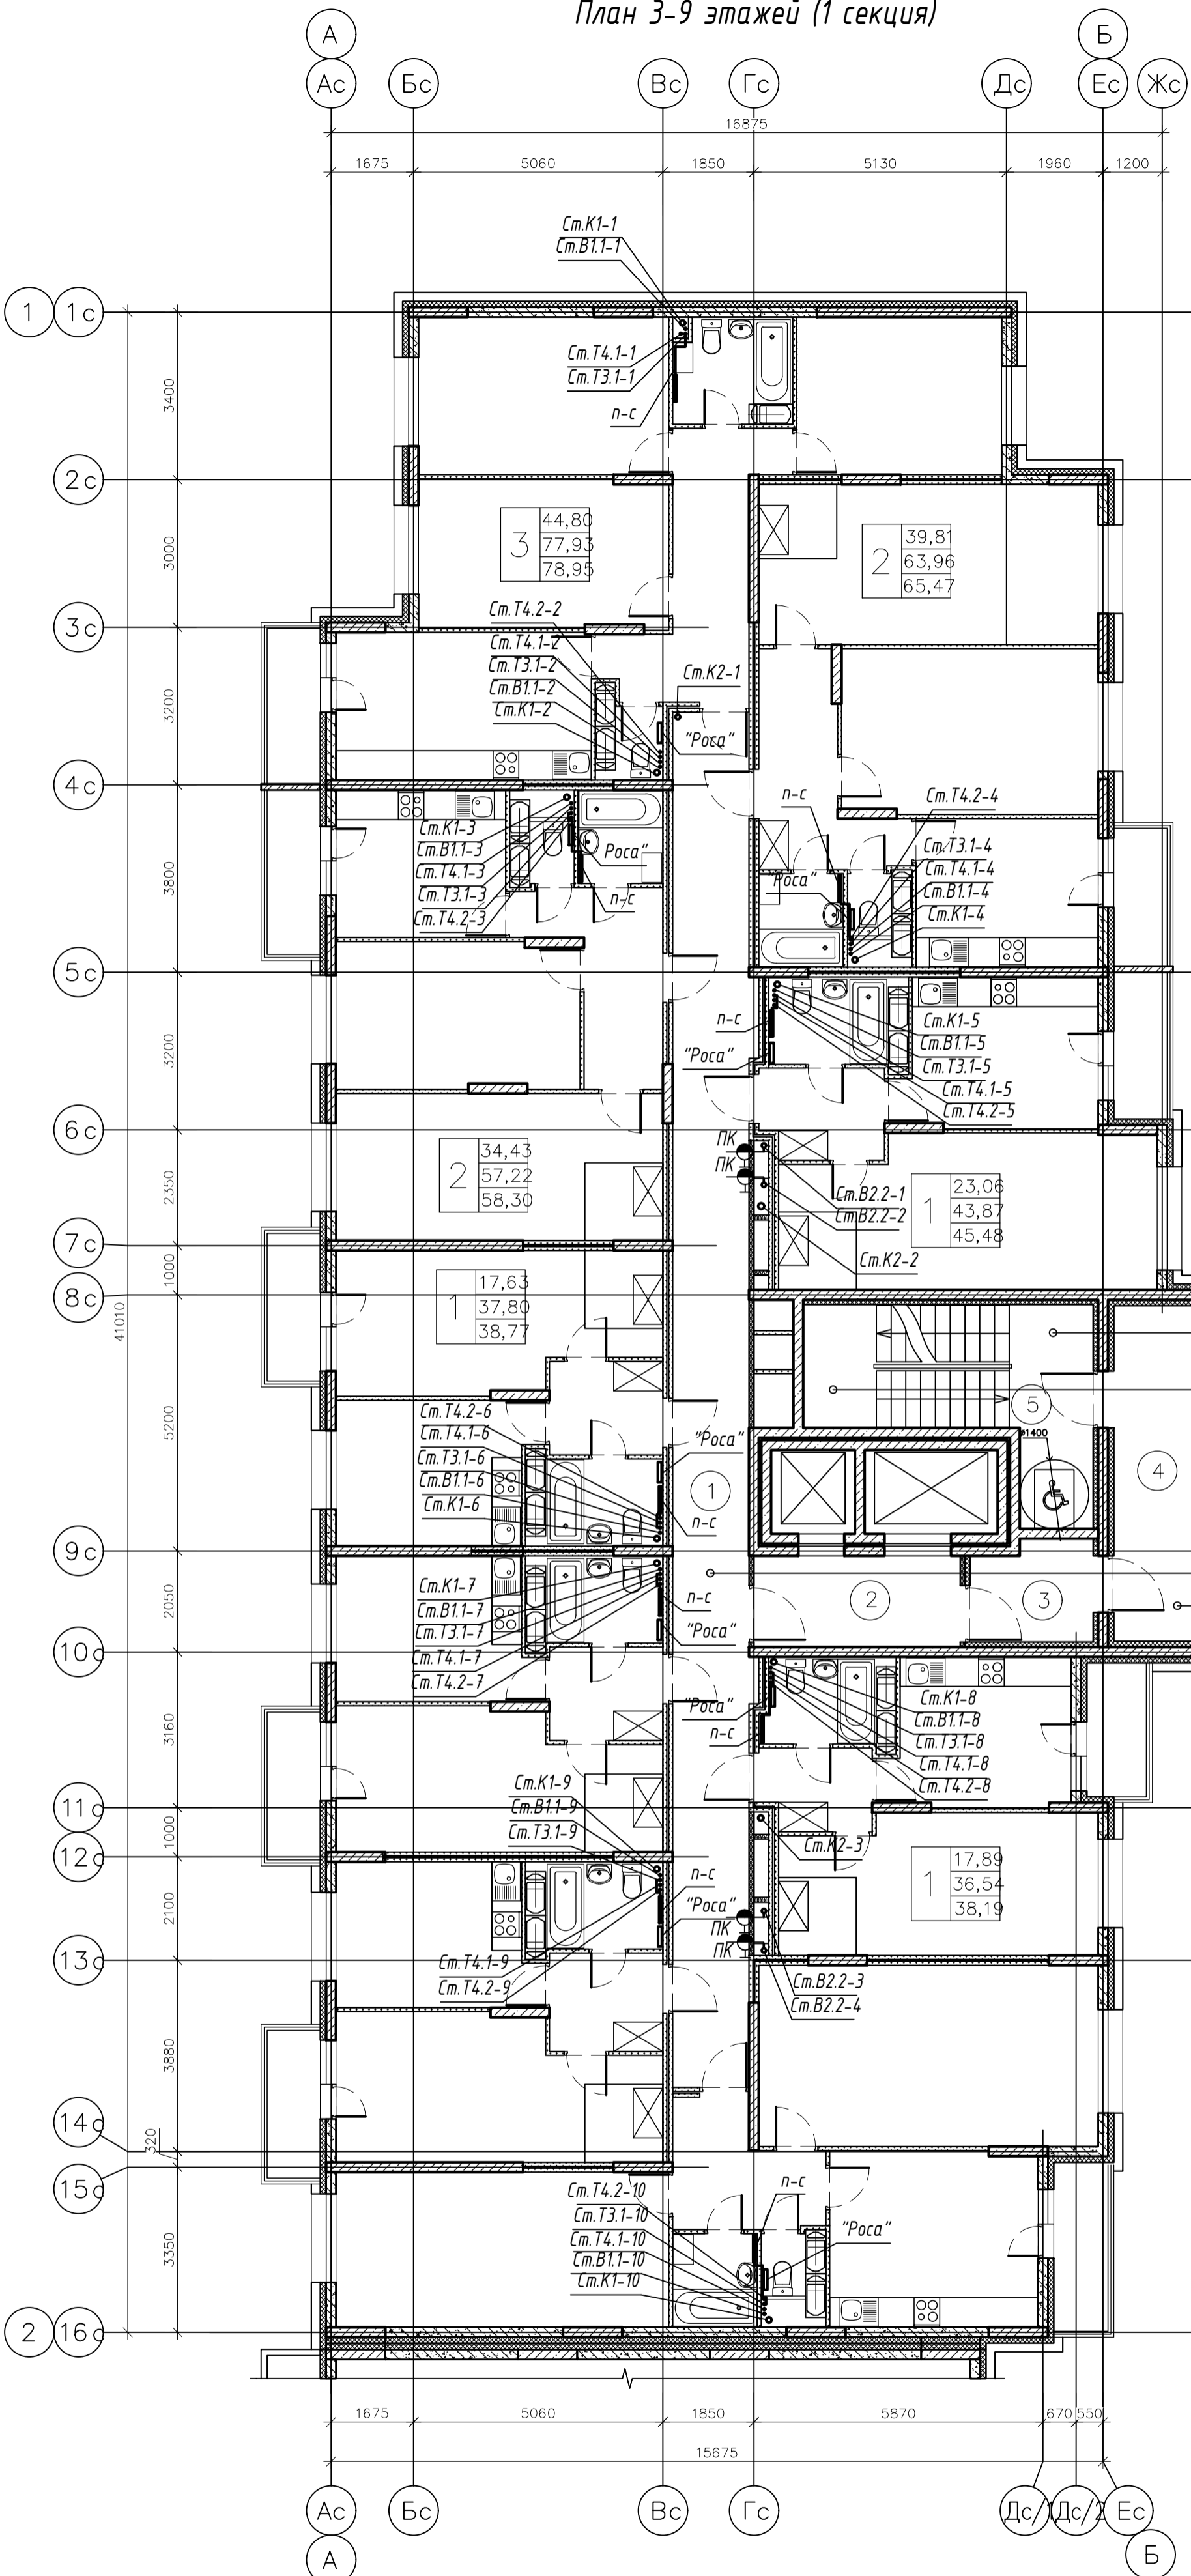 План 3-9 этажей (1 секция)
А
Б
Ас
Бс
Вс
Гс
Дс
Ес
Жс
16875
1675
5060
1850
5130
1960
1200
Ст.К1-1
Ст.В1.1-1
1
1с
Ст.Т4.1-1
Ст.Т3.1-1
п-с
3400
2с
3
44,80
77,93
78,95
2
39,81
63,96
65,47
3000
3с
Ст.Т4.2-2
Ст.Т4.1-2
Ст.Т3.1-2
Ст.В1.1-2
Ст.К1-2
Ст.К2-1
"Роса"
3200
4с
п-с
Ст.Т4.2-4
Ст.К1-3
Ст.В1.1-3
Ст.Т4.1-3
Ст.Т3.1-3
Ст.Т4.2-3
Роса"
п-с
Ст.Т3.1-4
Ст.Т4.1-4
Ст.В1.1-4
Ст.К1-4
Роса"
3800
5с
п-с
"Роса"
Ст.К1-5
Ст.В1.1-5
Ст.Т3.1-5
Ст.Т4.1-5
Ст.Т4.2-5
3200
6с
ПК
ПК
2
34,43
57,22
58,30
Ст.В2.2-1
Ст.В2.2-2
Ст.К2-2
1
23,06
43,87
45,48
2350
7с
1000
8с
41010
1
17,63
37,80
38,77
5
ø1400
4
5200
Ст.Т4.2-6
Ст.Т4.1-6
Ст.Т3.1-6
Ст.В1.1-6
Ст.К1-6
"Роса"
п-с
1
9с
2
3
Ст.К1-7
Ст.В1.1-7
Ст.Т3.1-7
Ст.Т4.1-7
Ст.Т4.2-7
п-с
"Роса"
2050
10с
"Роса"
п-с
Ст.К1-8
Ст.В1.1-8
Ст.Т3.1-8
Ст.Т4.1-8
Ст.Т4.2-8
3160
Ст.К1-9
Ст.В1.1-9
Ст.Т3.1-9
11с
1000
12с
Ст.К2-3
1
17,89
36,54
38,19
п-с
"Роса"
ПК
ПК
2100
13с
Ст.Т4.1-9
Ст.Т4.2-9
Ст.В2.2-3
Ст.В2.2-4
3880
14с
320
15с
Ст.Т4.2-10
Ст.Т3.1-10
Ст.Т4.1-10
Ст.В1.1-10
Ст.К1-10
п-с
"Роса"
3350
2
16с
1675
5060
1850
5870
670
550
15675
Ас
Бс
Вс
Гс
Дс/1
Дс/2
Ес
А
Б